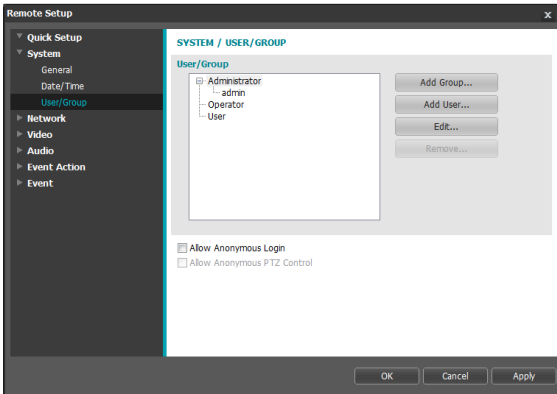 Remote Setup
x
Quick Setup
System
General
Date/Time
User/Group
Network
Video
Audio
Event Action
Event
SYSTEM / USER/GROUP
User/Group
Administrator
admin
Operator
User
Add Group...
Add User...
Edit...
Remove...
Allow Anonymous Login
Allow Anonymous PTZ Control
OK
Cancel
Apply